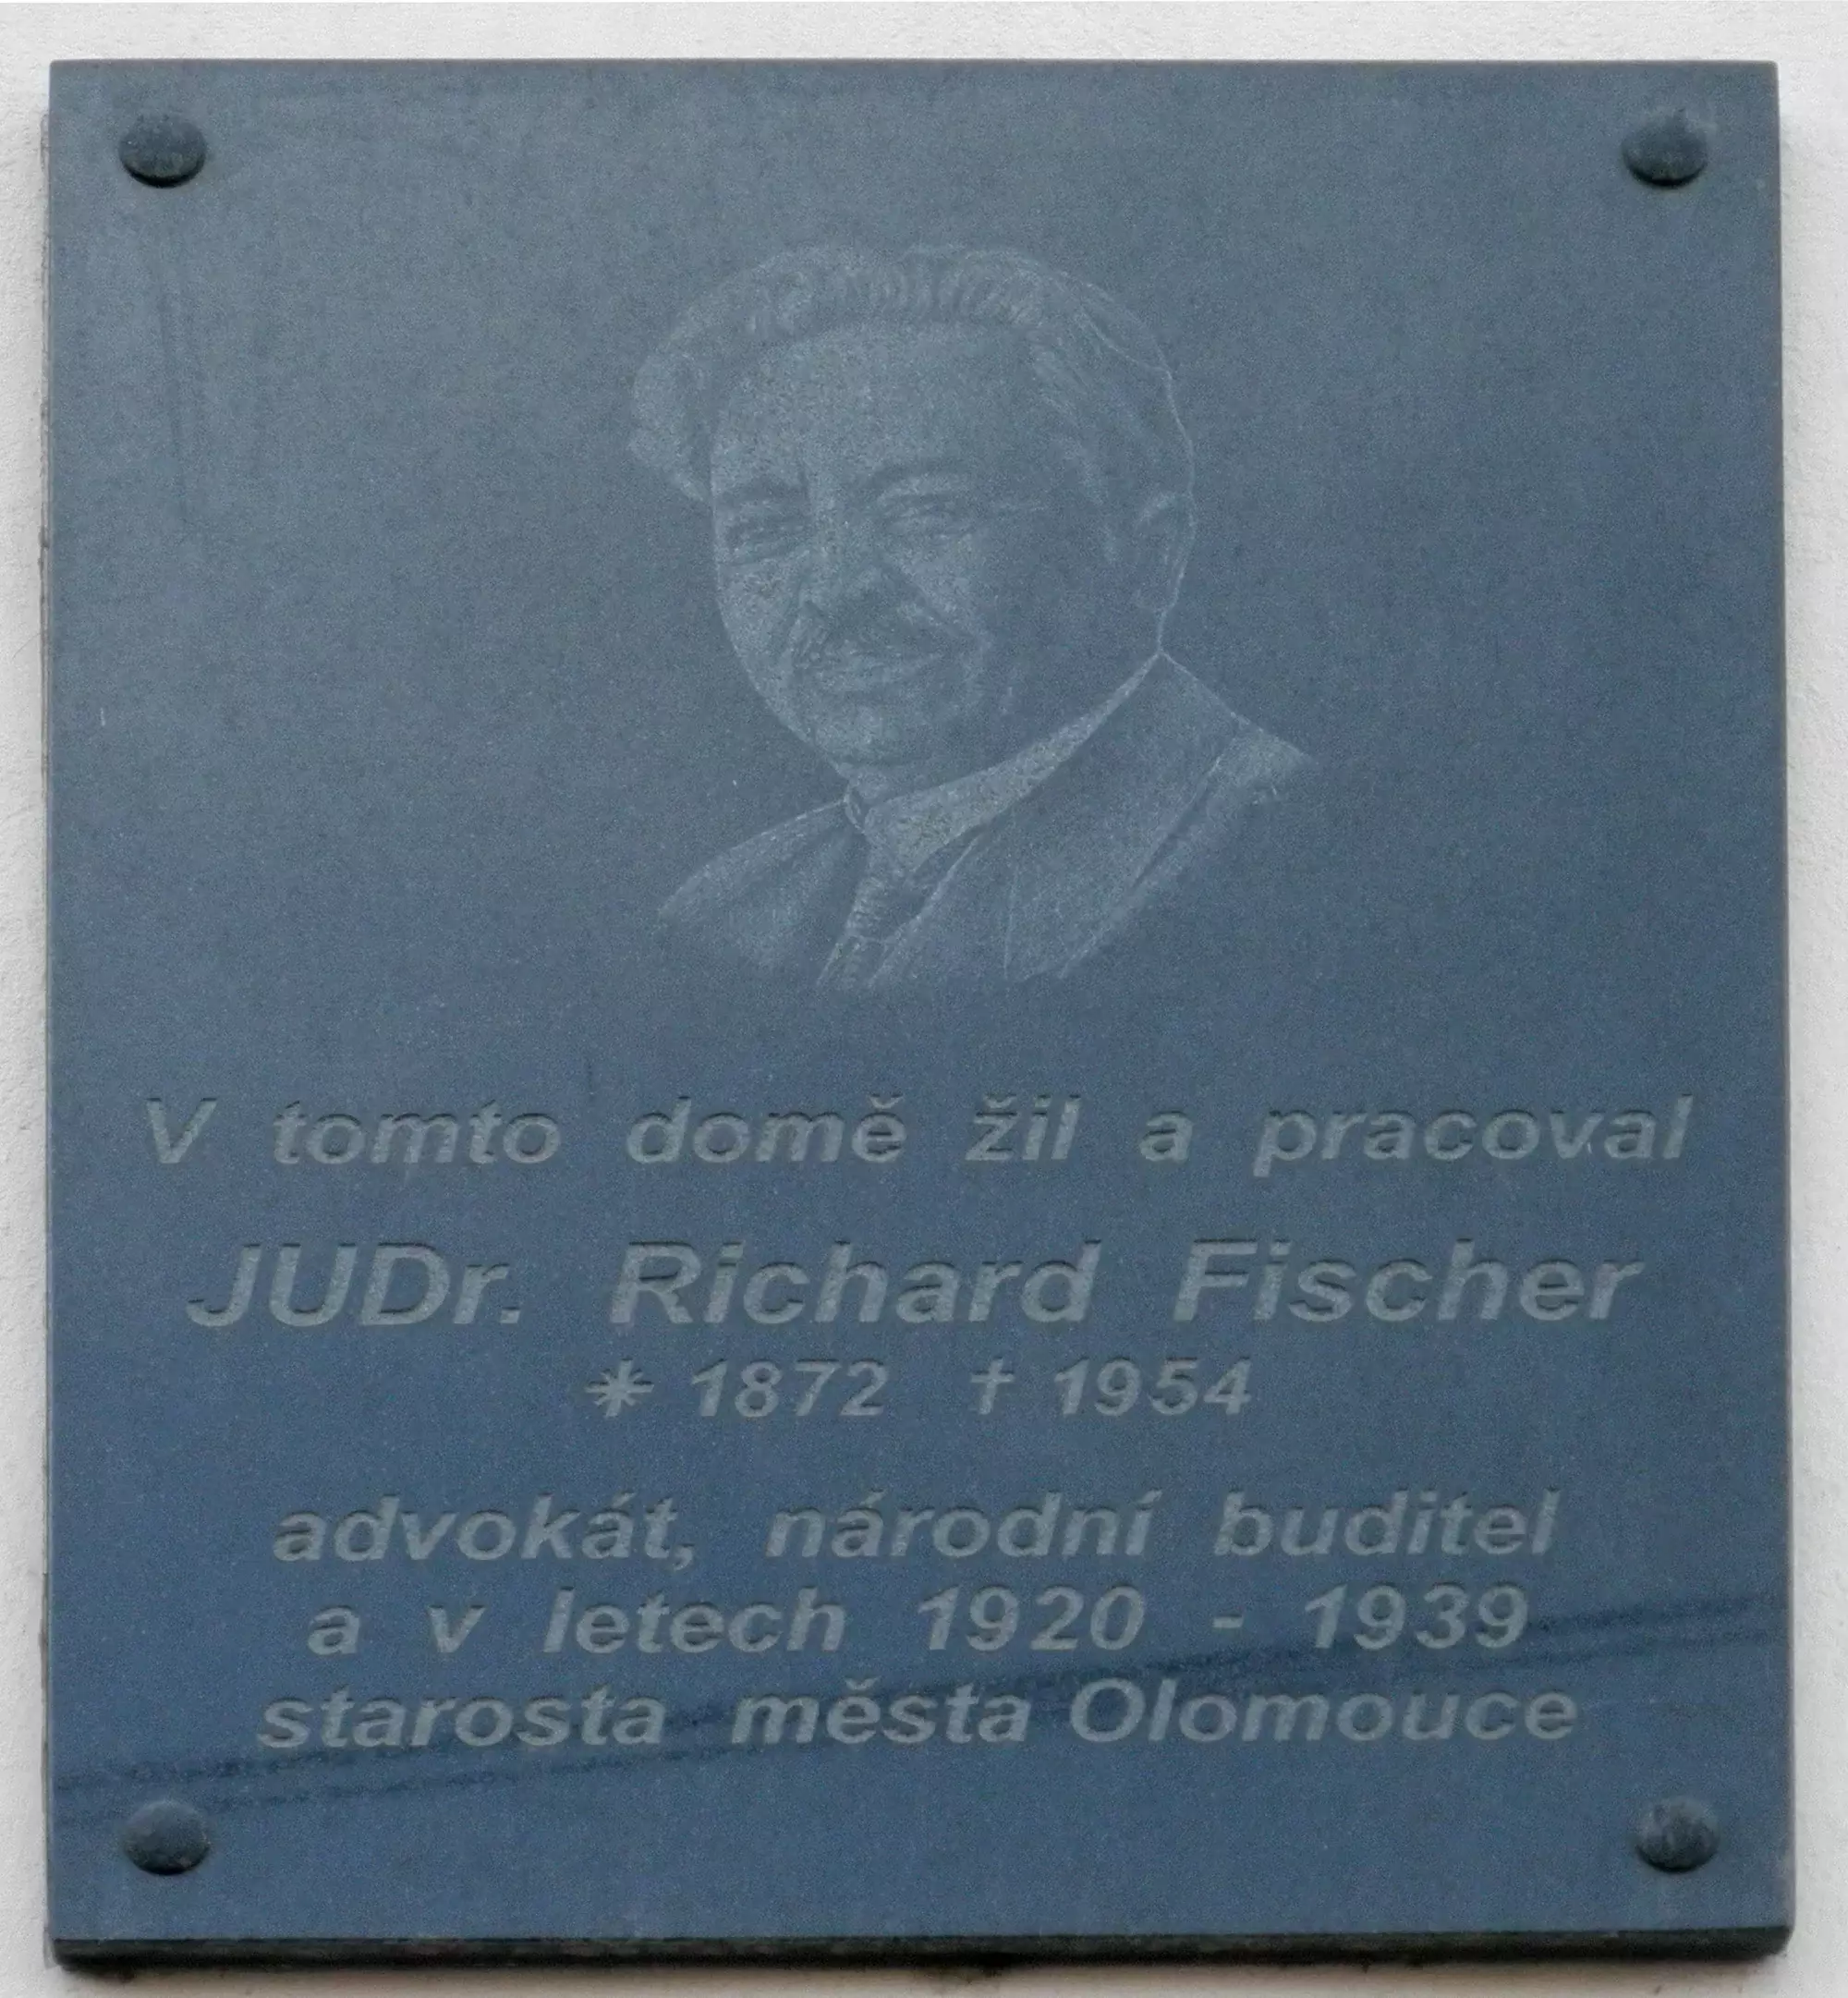 V tomto domě žil a pracoval
JUDr. Richard Fischer
* 1872 † 1954
advokát, národní buditel
a v letech 1920 - 1939
starosta města Olomouce